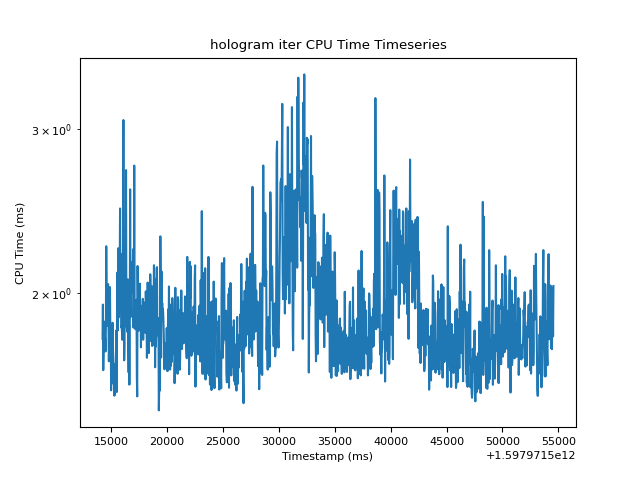 hologram iter CPU Time Timeseries
CPU Time (ms)
3 × 10⁰
2 × 10⁰
15000 20000 25000 30000 35000 40000 45000 50000 55000
Timestamp (ms)
+1.5979715e12